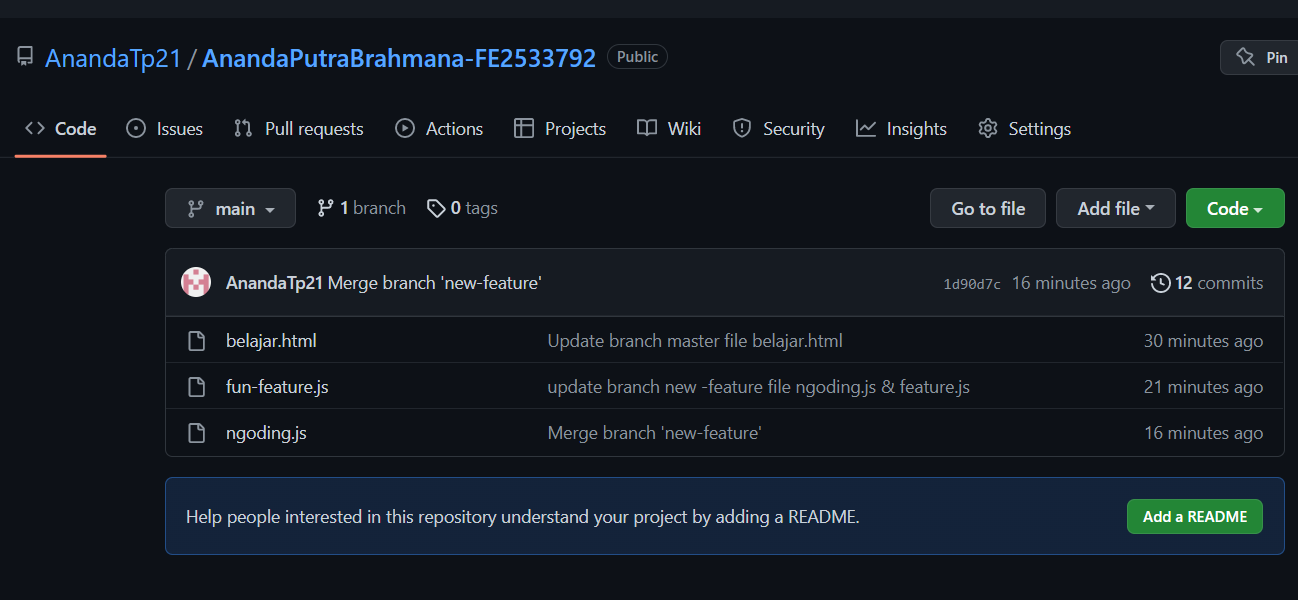 AnandaTp21 / AnandaPutraBrahmana-FE2533792 Public Pin
Code Issues Pull requests Actions Projects Wiki Security Insights Settings
main 1 branch 0 tags Go to file Add file Code
AnandaTp21 Merge branch 'new-feature' 1d90d7c 16 minutes ago 12 commits
belajar.html Update branch master file belajar.html 30 minutes ago
fun-feature.js update branch new -feature file ngoding.js & feature.js 21 minutes ago
ngoding.js Merge branch 'new-feature' 16 minutes ago
Help people interested in this repository understand your project by adding a README. Add a README